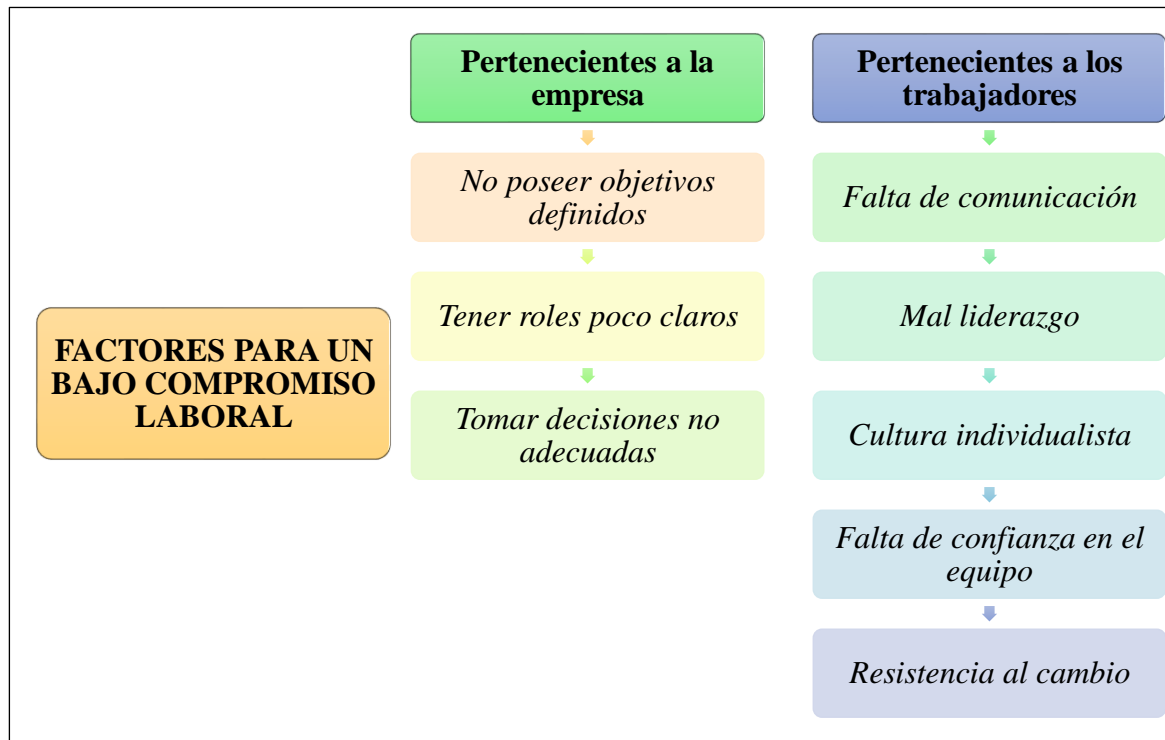 FACTORES PARA UN
BAJO COMPROMISO
LABORAL
Pertenecientes a la
empresa
No poseer objetivos
definidos
Tener roles poco claros
Tomar decisiones no
adecuadas
Pertenecientes a los
trabajadores
Falta de comunicación
Mal liderazgo
Cultura individualista
Falta de confianza en el
equipo
Resistencia al cambio